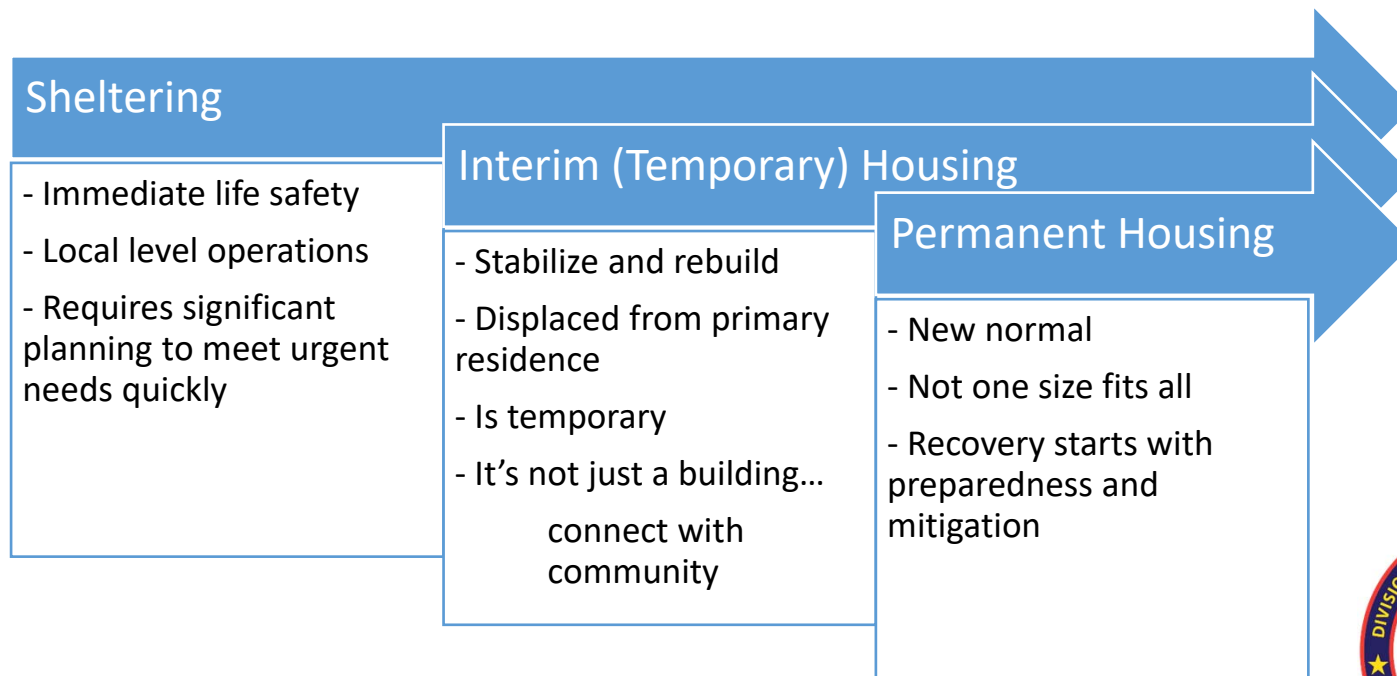 Sheltering
- Immediate life safety
- Local level operations
- Requires significant
planning to meet urgent
needs quickly
Interim (Temporary) Housing
- Stabilize and rebuild
- Displaced from primary
residence
- Is temporary
- It’s not just a building…
connect with
community
Permanent Housing
- New normal
- Not one size fits all
- Recovery starts with
preparedness and
mitigation